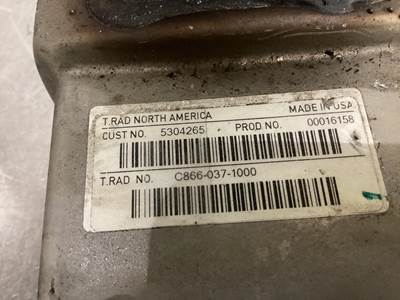 T.RAD NORTH AMERICA MADE IN USA
CUST NO. 5304265 PROD NO. 00016158
T.RAD NO. C866-037-1000